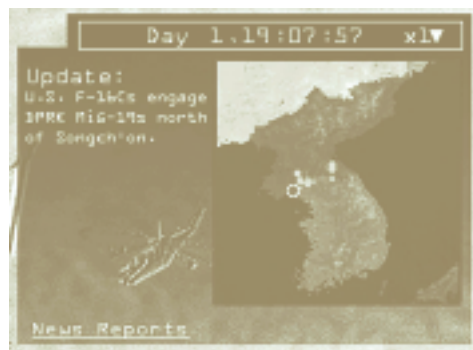 Day 1.19:07:57 x1▼
Update:
U.S. F-16Cs engage
DPRK MiG-19s north
of Songch'on.
News Reports